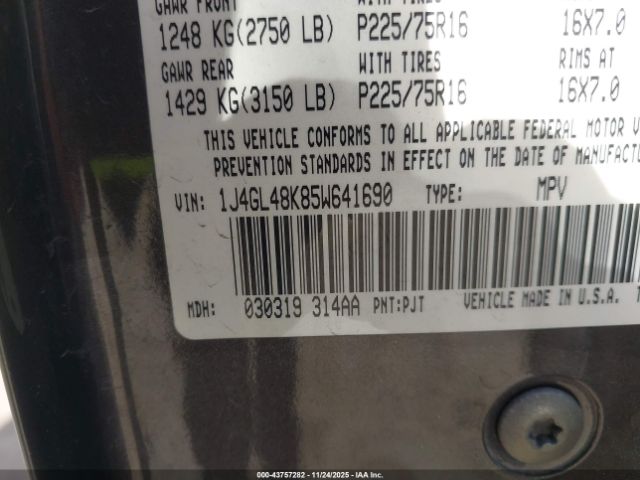 GAWR FRONT WITH TIRES
1248 KG(2750 LB) P225/75R16 16X7.0
GAWR REAR WITH TIRES RIMS AT
1429 KG(3150 LB) P225/75R16 16X7.0
THIS VEHICLE CONFORMS TO ALL APPLICABLE FEDERAL MOTOR
PREVENTION STANDARDS IN EFFECT ON THE DATE OF MANUFACTU
VIN: 1J4GL48K85W641690 TYPE: MPV
MDH: 030319 314AA PNT:PJT VEHICLE MADE IN U.S.A.
000-43757282 - 11/24/2025 - IAAI, INC.